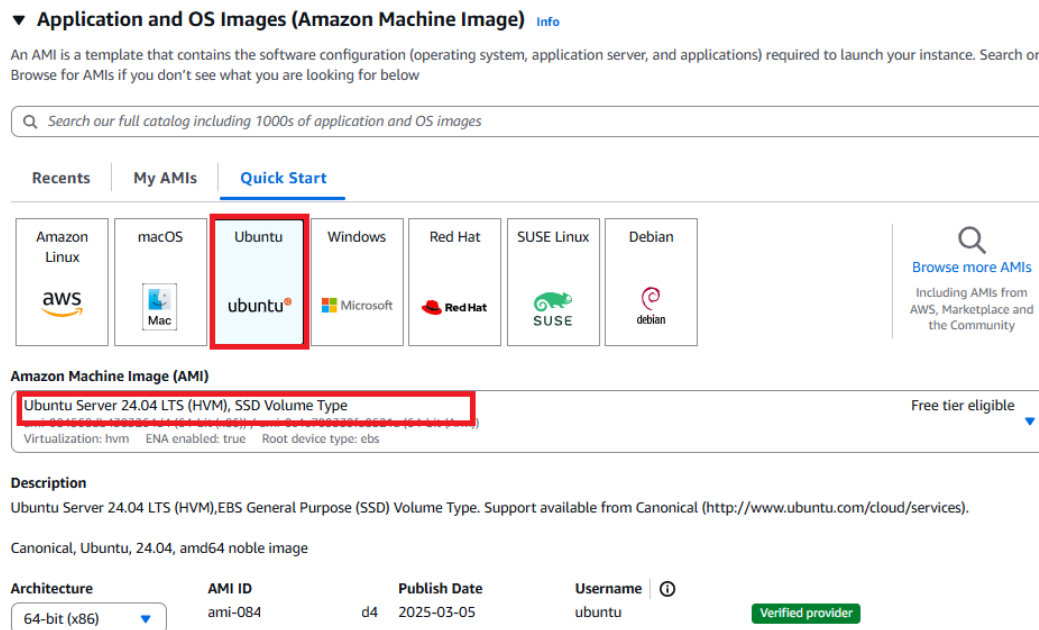 ▼ Application and OS Images (Amazon Machine Image) Info
An AMI is a template that contains the software configuration (operating system, application server, and applications) required to launch your instance. Search or
Browse for AMIs if you don't see what you are looking for below
Search our full catalog including 1000s of application and OS images
Recents My AMIs Quick Start
Amazon Linux
aws
macOS
Mac
Ubuntu
ubuntu
Windows
Microsoft
Red Hat
Red Hat
SUSE Linux
SUSE
Debian
debian
Browse more AMIs
Including AMIs from
AWS, Marketplace and
the Community
Amazon Machine Image (AMI)
Ubuntu Server 24.04 LTS (HVM), SSD Volume Type
Free tier eligible
Virtualization: hvm ENA enabled: true Root device type: ebs
Description
Ubuntu Server 24.04 LTS (HVM),EBS General Purpose (SSD) Volume Type. Support available from Canonical (http://www.ubuntu.com/cloud/services).
Canonical, Ubuntu, 24.04, amd64 noble image
Architecture AMI ID Publish Date Username
64-bit (x86) ami-084 d4 2025-03-05 ubuntu Verified provider